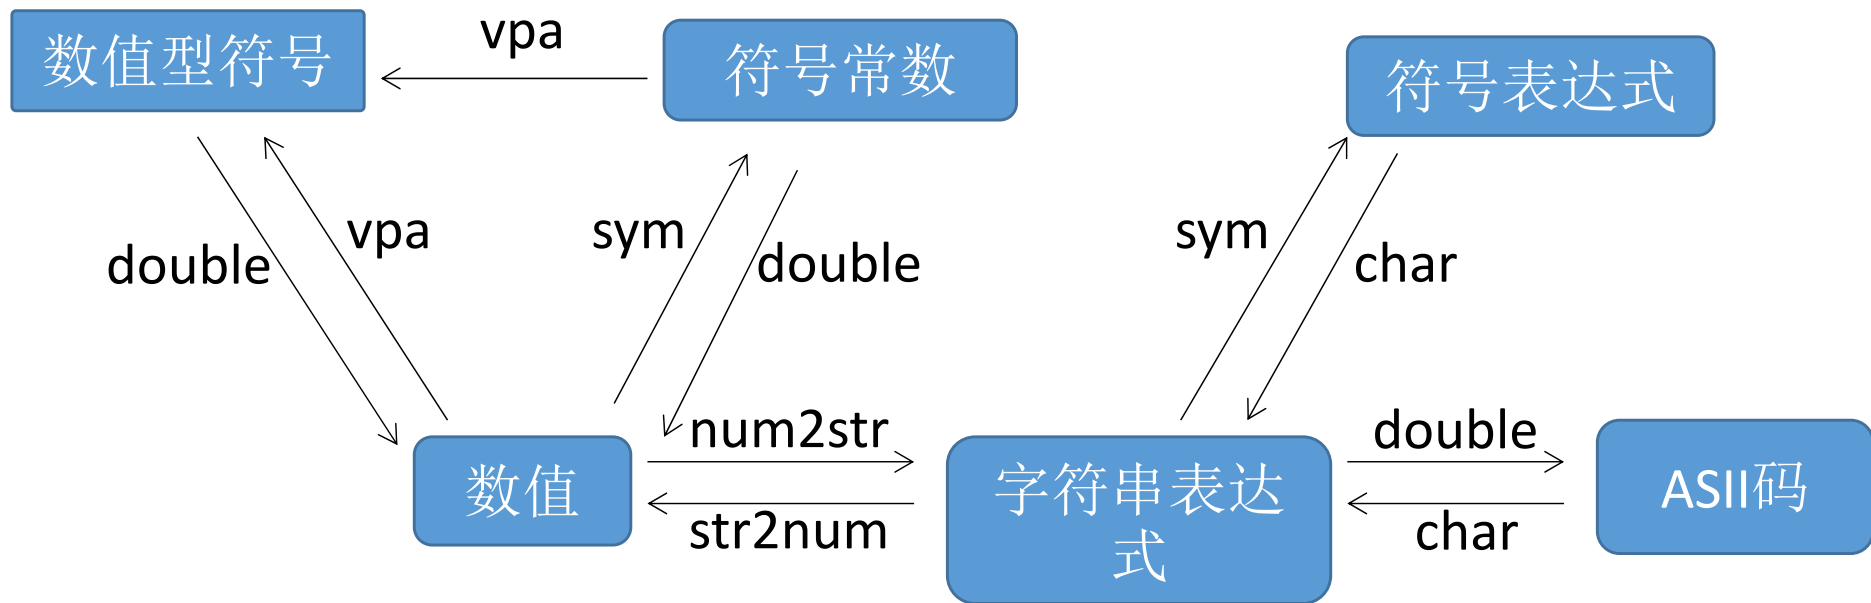 vpa
数值型符号
符号常数
符号表达式
vpa
sym
sym
double
double
char
num2str
double
数值
字符串表达
式
ASII码
str2num
char